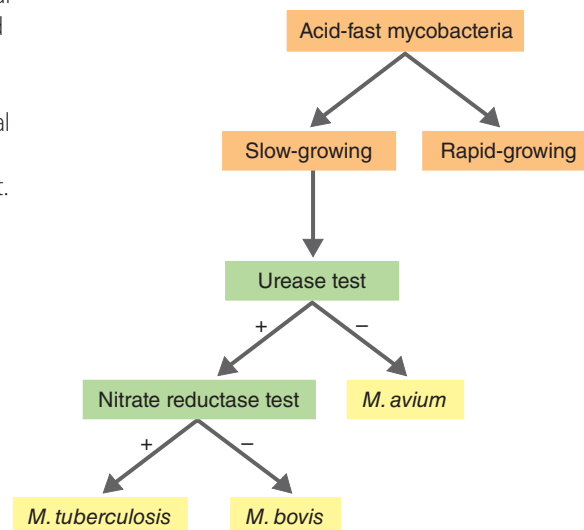 Acid-fast mycobacteria
Slow-growing
Rapid-growing
Urease test
+
–
Nitrate reductase test
M. avium
+
–
M. tuberculosis
M. bovis